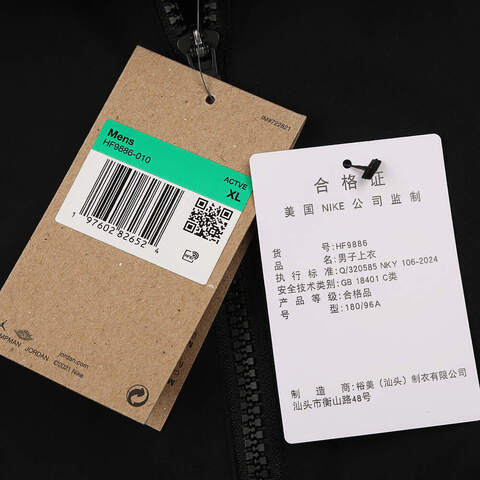 IM#722821
Mens
HF9886-010
ACTVE
XL
1 97602 82652 4
JORDAN
jordan.com
©2021 Nike
合格证
美国 NIKE 公司监制
货号:HF9886
品名:男子上衣
执行标准:Q/320585 NKY 106-2024
安全技术类别:GB 18401 C类
产品等级:合格品
号型:180/96A
制造商:裕美(汕头)制衣有限公司
汕头市衡山路48号